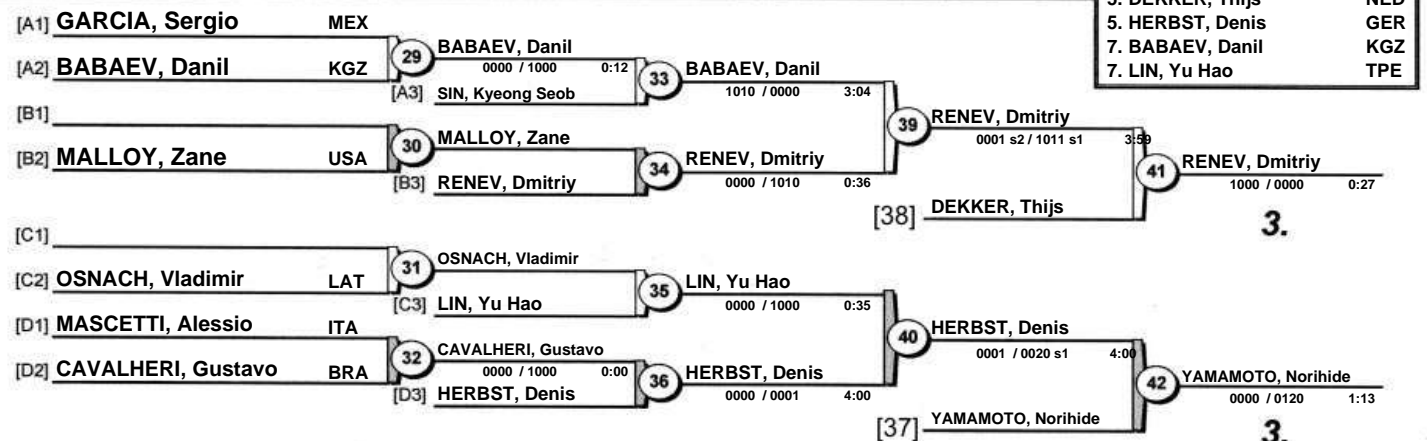 5. DEKKER, Thijs NED
5. HERBST, Denis GER
7. BABAEV, Danil KGZ
7. LIN, Yu Hao TPE
[A1] GARCIA, Sergio MEX
[A2] BABAEV, Danil KGZ
29
BABAEV, Danil
0000 / 1000 0:12
[A3] SIN, Kyeong Seob
33
BABAEV, Danil
1010 / 0000 3:04
[B1]
[B2] MALLOY, Zane USA
30
MALLOY, Zane
[B3] RENEV, Dmitriy
34
RENEV, Dmitriy
0000 / 1010 0:36
39
RENEV, Dmitriy
0001 s2 / 1011 s1 3:59
[38] DEKKER, Thijs
41
RENEV, Dmitriy
1000 / 0000 0:27
3.
[C1]
[C2] OSNACH, Vladimir LAT
31
OSNACH, Vladimir
[C3] LIN, Yu Hao
35
LIN, Yu Hao
0000 / 1000 0:35
[D1] MASCETTI, Alessio ITA
[D2] CAVALHERI, Gustavo BRA
32
CAVALHERI, Gustavo
0000 / 1000 0:00
[D3] HERBST, Denis
36
HERBST, Denis
0000 / 0001 4:00
40
HERBST, Denis
0001 / 0020 s1 4:00
[37] YAMAMOTO, Norihide
42
YAMAMOTO, Norihide
0000 / 0120 1:13
3.